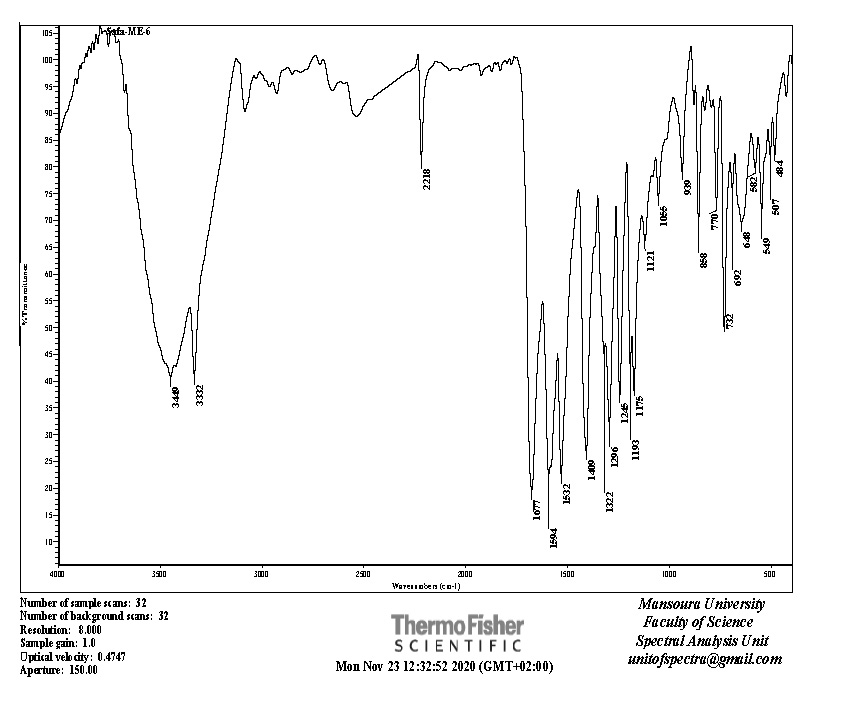 Safa-ME-6
105
100
95
90
85
80
75
70
65
60
55
50
45
40
35
30
25
20
15
10
%Transmittance
3449
3332
2218
1677
1594
1532
1409
1322
1296
1245
1193
1175
1121
1055
939
858
770
732
692
648
582
549
507
484
4000 3500 3000 2500 2000 1500 1000 500
Wavenumbers (cm-1)
Number of sample scans: 32
Number of background scans: 32
Resolution: 8.000
Sample gain: 1.0
Optical velocity: 0.4747
Aperture: 150.00
ThermoFisher
SCIENTIFIC
Mon Nov 23 12:32:52 2020 (GMT+02:00)
Mansoura University
Faculty of Science
Spectral Analysis Unit
unitofspectra@gmail.com